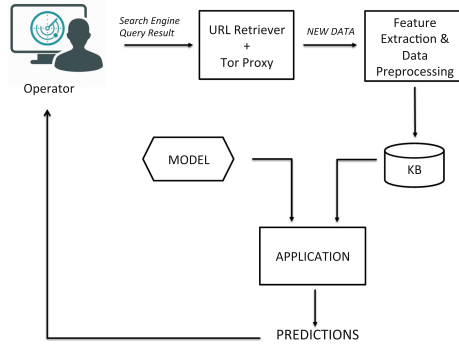 Search Engine
Query Result
URL Retriever
+
Tor Proxy
NEW DATA
Feature
Extraction &
Data
Preprocessing
Operator
MODEL
KB
APPLICATION
PREDICTIONS